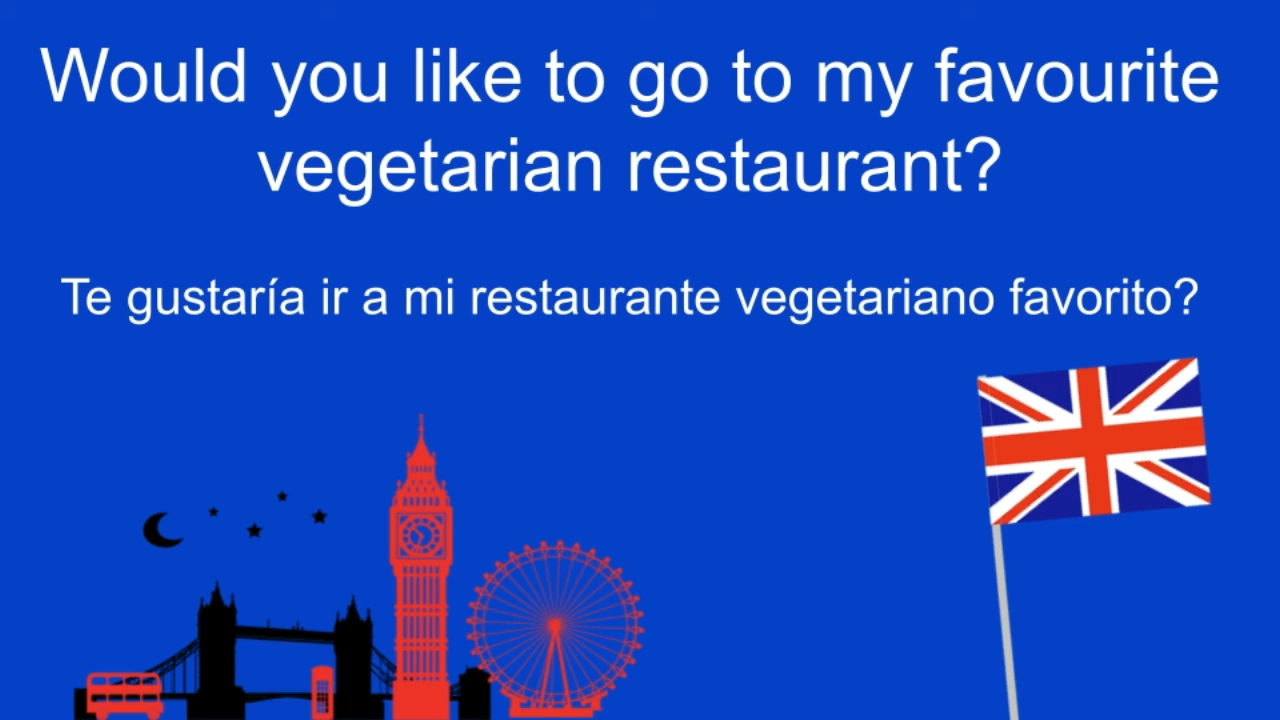 Would you like to go to my favourite
vegetarian restaurant?
Te gustaría ir a mi restaurante vegetariano favorito?